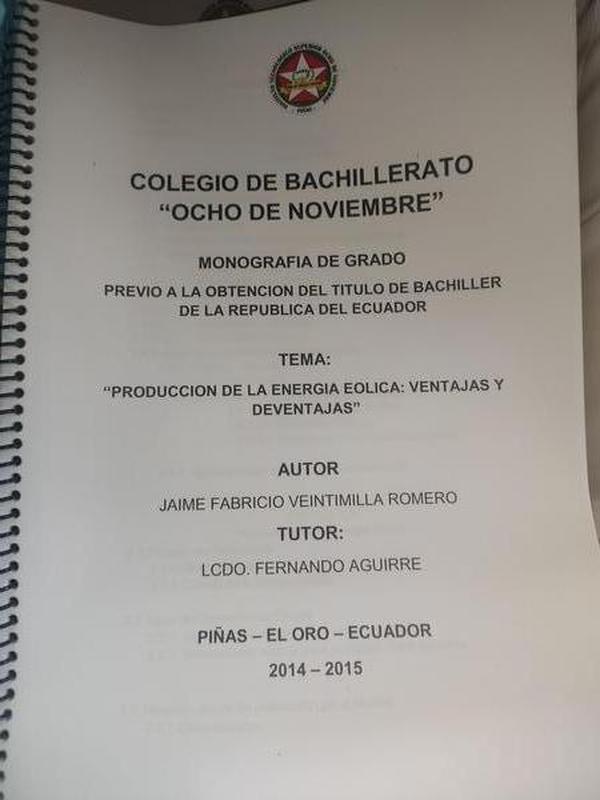 COLEGIO DE BACHILLERATO
“OCHO DE NOVIEMBRE”
MONOGRAFIA DE GRADO
PREVIO A LA OBTENCION DEL TITULO DE BACHILLER
DE LA REPUBLICA DEL ECUADOR
TEMA:
“PRODUCCION DE LA ENERGIA EOLICA: VENTAJAS Y
DEVENTAJAS”
AUTOR
JAIME FABRICIO VEINTIMILLA ROMERO
TUTOR:
LCDO. FERNANDO AGUIRRE
PIÑAS – EL ORO – ECUADOR
2014 – 2015